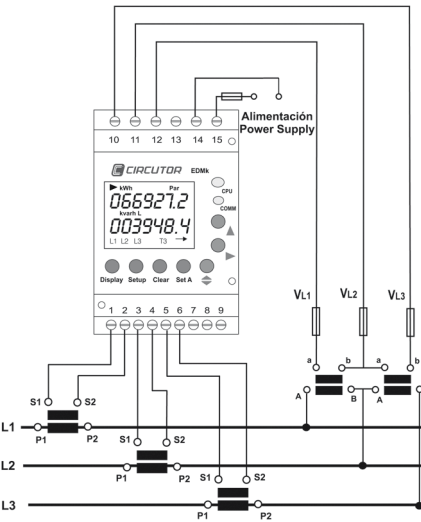 Alimentación
Power Supply
10 11 12 13 14 15
CIRCUTOR EDMk
kWh Par
066927.2
kvarh L
003948.4
L1 L2 L3 T3
CPU
COMM
Display Setup Clear Set A
1 2 3 4 5 6 7 8 9
VL1 VL2 VL3
a b a b
A B A
S1 S2
L1
P1 P2
S1 S2
L2
P1 P2
S1 S2
L3
P1 P2